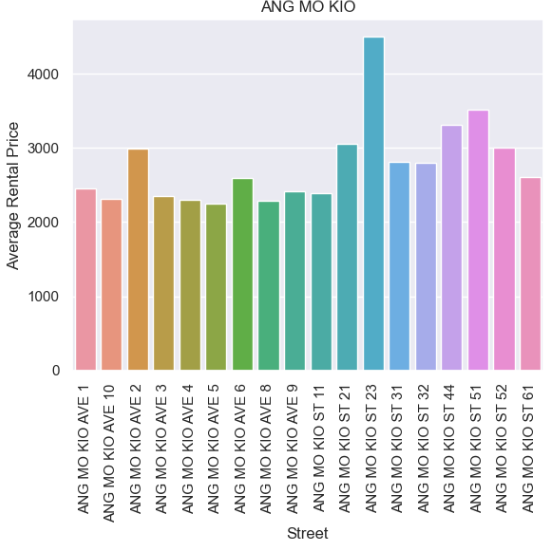 ANG MO KIO
4000
3000
2000
1000
0
Average Rental Price
ANG MO KIO AVE 1
ANG MO KIO AVE 10
ANG MO KIO AVE 2
ANG MO KIO AVE 3
ANG MO KIO AVE 4
ANG MO KIO AVE 5
ANG MO KIO AVE 6
ANG MO KIO AVE 8
ANG MO KIO AVE 9
ANG MO KIO ST 11
ANG MO KIO ST 21
ANG MO KIO ST 23
ANG MO KIO ST 31
ANG MO KIO ST 32
ANG MO KIO ST 44
ANG MO KIO ST 51
ANG MO KIO ST 52
ANG MO KIO ST 61
Street